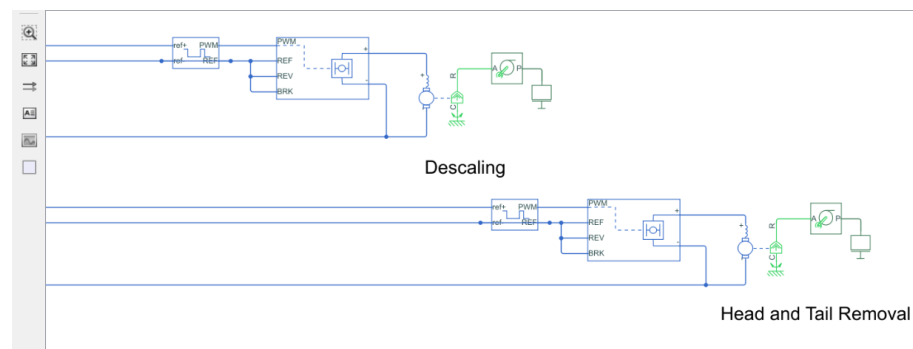 ref+ PWM
ref- REF
PWM
REF
REV
BRK
+
-
+
R
C
A P
Descaling
ref+ PWM
ref- REF
PWM
REF
REV
BRK
+
-
+
R
C
A P
Head and Tail Removal